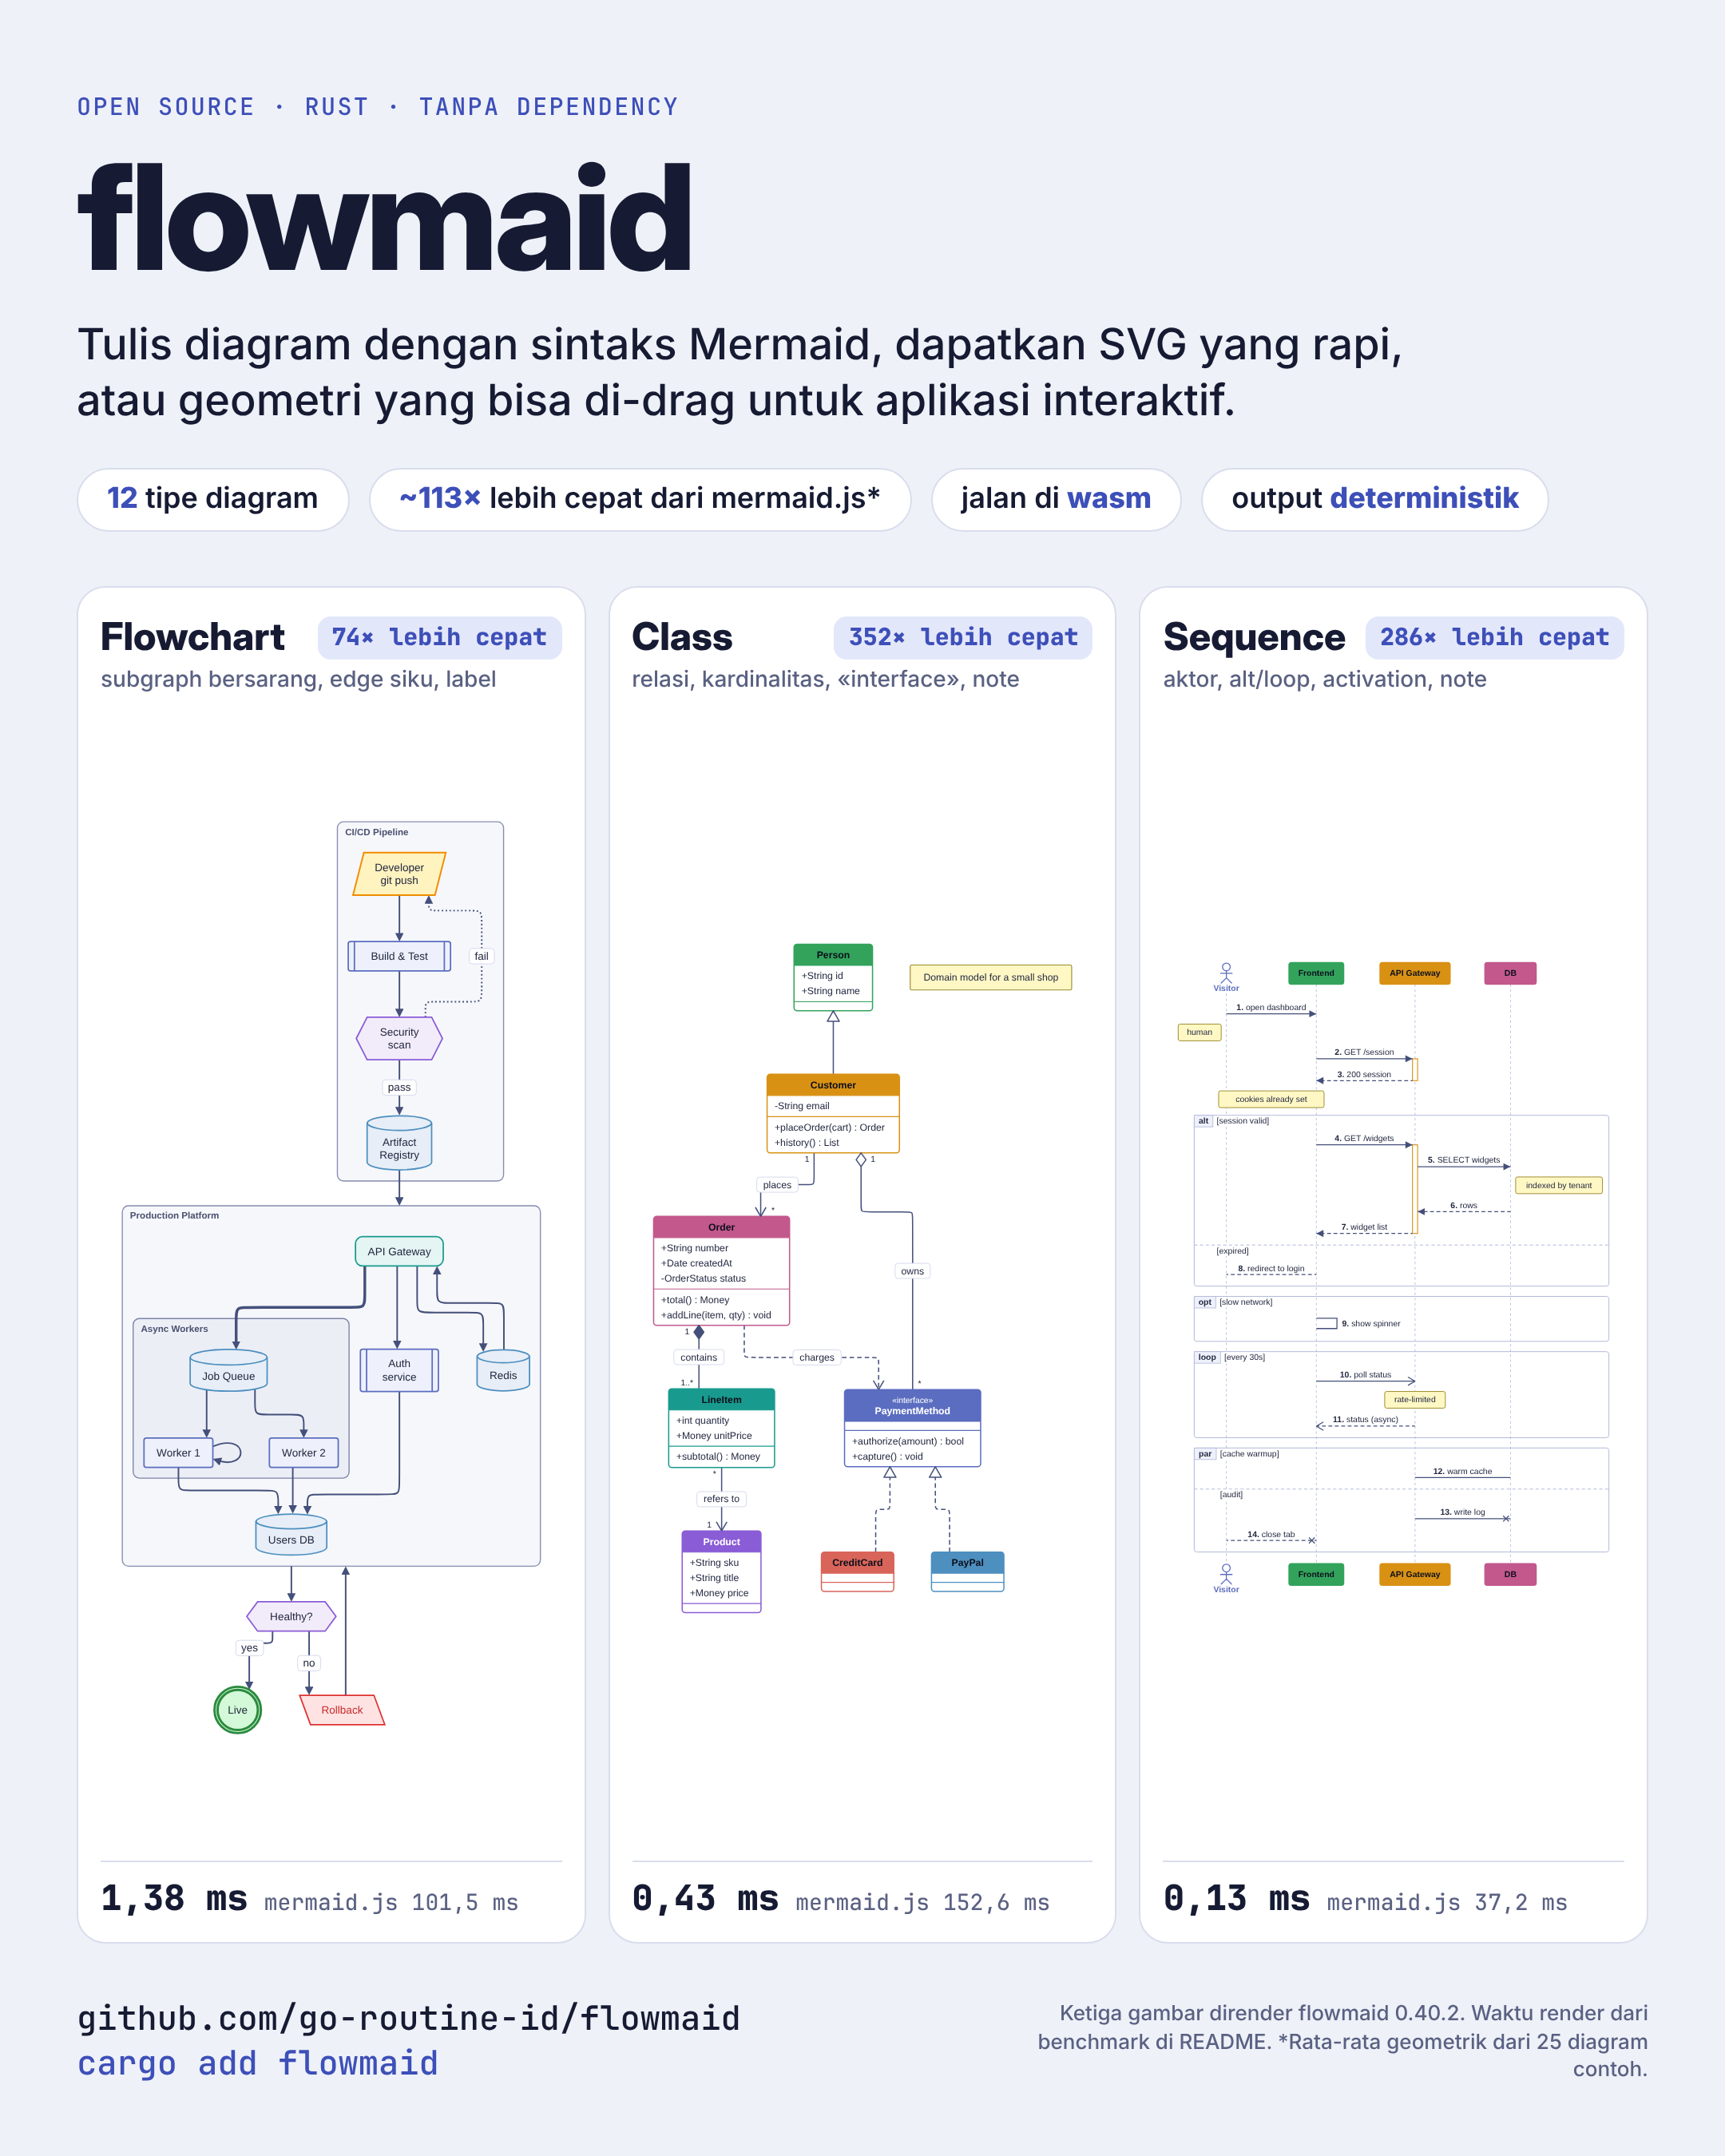 OPEN SOURCE · RUST · TANPA DEPENDENCY
flowmaid
Tulis diagram dengan sintaks Mermaid, dapatkan SVG yang rapi,
atau geometri yang bisa di-drag untuk aplikasi interaktif.
12 tipe diagram
~113× lebih cepat dari mermaid.js*
jalan di wasm
output deterministik
Flowchart
74× lebih cepat
subgraph bersarang, edge siku, label
CI/CD Pipeline
Developer
git push
Build & Test
fail
Security
scan
pass
Artifact
Registry
Production Platform
API Gateway
Async Workers
Job Queue
Auth
service
Redis
Worker 1
Worker 2
Users DB
Healthy?
yes
no
Live
Rollback
1,38 ms mermaid.js 101,5 ms
Class
352× lebih cepat
relasi, kardinalitas, «interface», note
Person
+String id
+String name
Domain model for a small shop
Customer
-String email
+placeOrder(cart) : Order
+history() : List
1
1
places
*
Order
+String number
+Date createdAt
-OrderStatus status
+total() : Money
+addLine(item, qty) : void
owns
1
contains
charges
1..*
*
LineItem
+int quantity
+Money unitPrice
+subtotal() : Money
«interface»
PaymentMethod
+authorize(amount) : bool
+capture() : void
*
refers to
1
Product
+String sku
+String title
+Money price
CreditCard
PayPal
0,43 ms mermaid.js 152,6 ms
Sequence
286× lebih cepat
aktor, alt/loop, activation, note
Visitor
Frontend
API Gateway
DB
1. open dashboard
human
2. GET /session
3. 200 session
cookies already set
alt [session valid]
4. GET /widgets
5. SELECT widgets
indexed by tenant
6. rows
7. widget list
[expired]
8. redirect to login
opt [slow network]
9. show spinner
loop [every 30s]
10. poll status
rate-limited
11. status (async)
par [cache warmup]
12. warm cache
[audit]
13. write log
14. close tab
Visitor
Frontend
API Gateway
DB
0,13 ms mermaid.js 37,2 ms
github.com/go-routine-id/flowmaid
cargo add flowmaid
Ketiga gambar dirender flowmaid 0.40.2. Waktu render dari
benchmark di README. *Rata-rata geometrik dari 25 diagram
contoh.